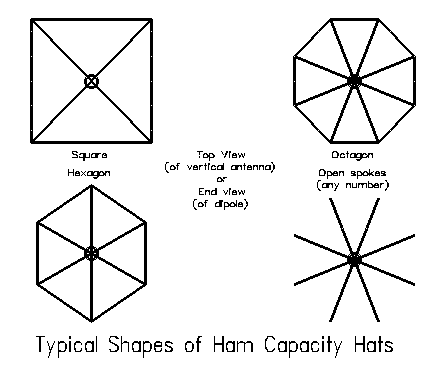 Square
Top View
(of vertical antenna)
or
End view
(of dipole)
Octagon
Hexagon
Open spokes
(any number)
Typical Shapes of Ham Capacity Hats